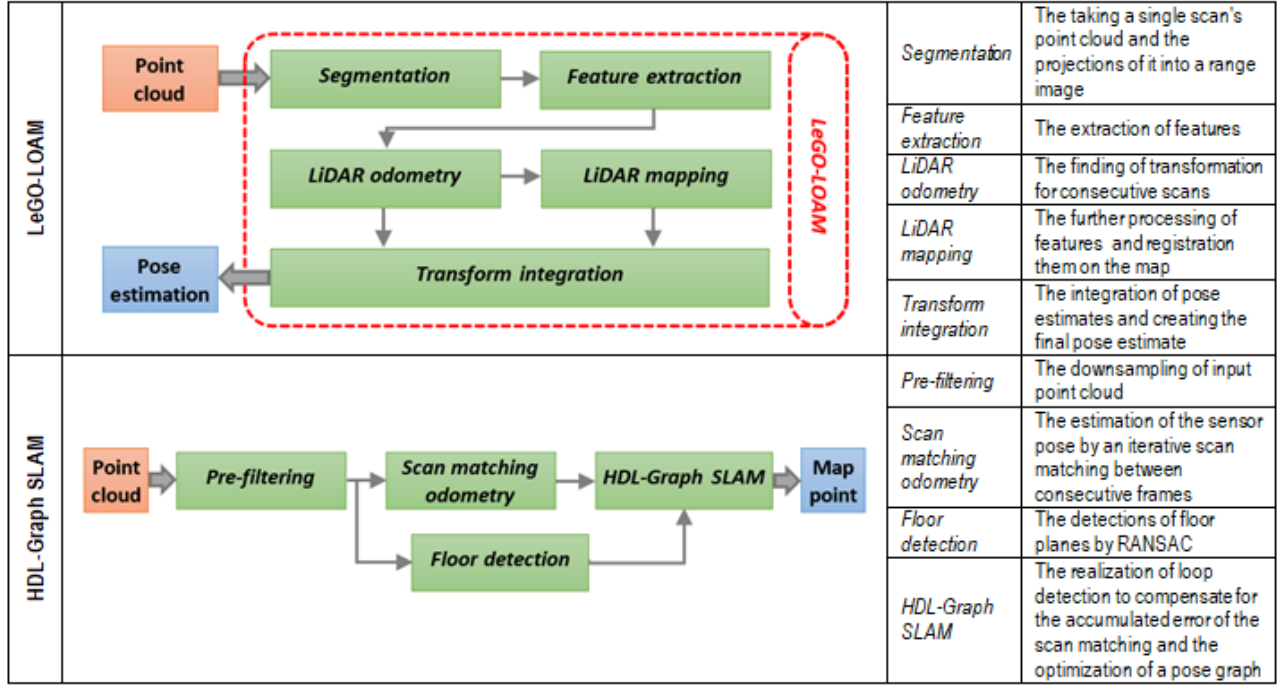 LeGO-LOAM
Point
cloud
Segmentation
Feature extraction
LiDAR odometry
LiDAR mapping
Pose
estimation
Transform integration
LeGO-LOAM
Segmentation
The taking a single scan's
point cloud and the
projections of it into a range
image
Feature
extraction
The extraction of features
LiDAR
odometry
The finding of transformation
for consecutive scans
LiDAR
mapping
The further processing of
features and registration
them on the map
Transform
integration
The integration of pose
estimates and creating the
final pose estimate
HDL-Graph SLAM
Point
cloud
Pre-filtering
Scan matching
odometry
HDL-Graph SLAM
Map
point
Floor detection
Pre-filtering
The downsampling of input
point cloud
Scan
matching
odometry
The estimation of the sensor
pose by an iterative scan
matching between
consecutive frames
Floor
detection
The detections of floor
planes by RANSAC
HDL-Graph
SLAM
The realization of loop
detection to compensate for
the accumulated error of the
scan matching and the
optimization of a pose graph